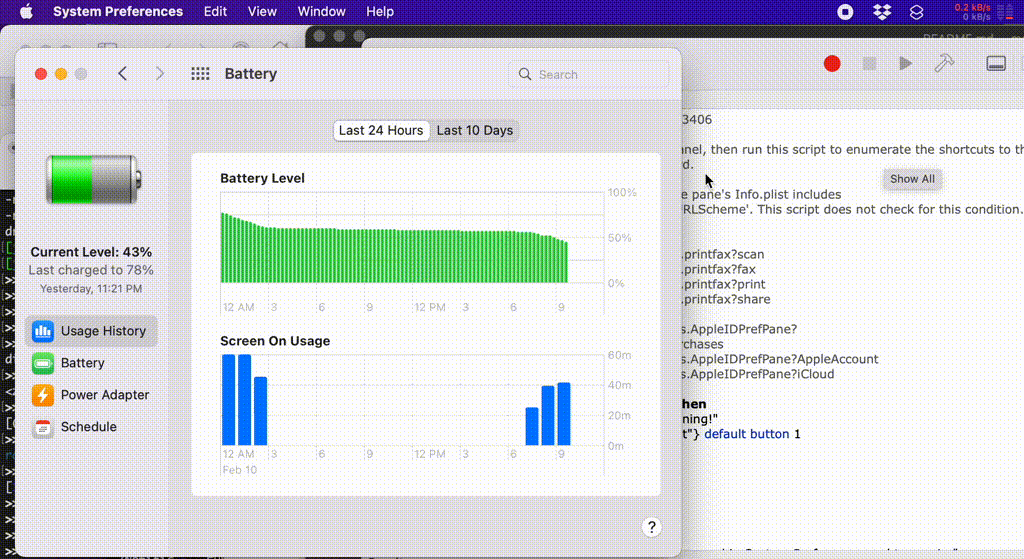 System Preferences Edit View Window Help
0.2 kB/s
0 kB/s
Battery
Search
Last 24 Hours Last 10 Days
Battery Level
100%
50%
0%
12 AM 3 6 9 12 PM 3 6 9
Current Level: 43%
Last charged to 78%
Yesterday, 11:21 PM
Usage History
Battery
Power Adapter
Schedule
Screen On Usage
60m
40m
20m
0m
12 AM 3 6 9 12 PM 3 6 9
Feb 10
?
3406
nel, then run this script to enumerate the shortcuts to th
d.
Show All
e pane's Info.plist includes
RLScheme'. This script does not check for this condition.
.printfax?scan
.printfax?fax
.printfax?print
.printfax?share
s.AppleIDPrefPane?
rchases
s.AppleIDPrefPane?AppleAccount
s.AppleIDPrefPane?iCloud
hen
ning!"
t"} default button 1